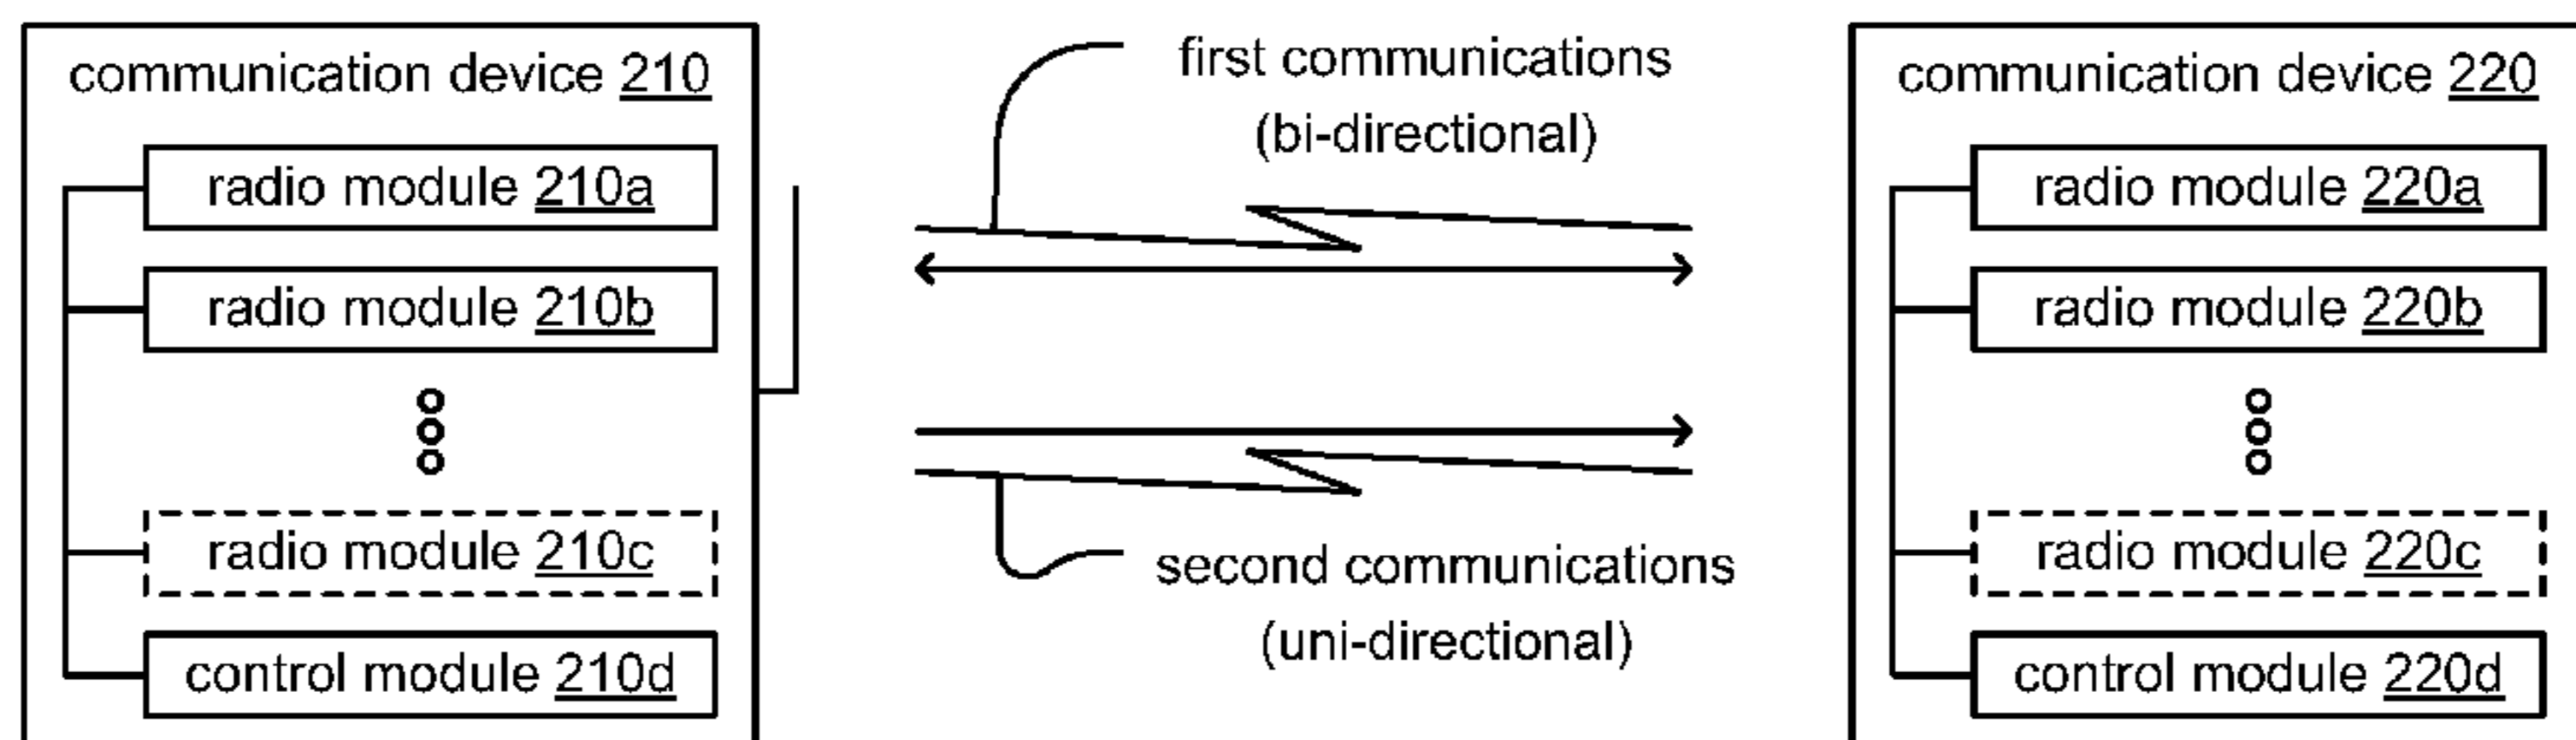 communication device 210
radio module 210a
radio module 210b
radio module 210c
control module 210d
first communications
(bi-directional)
second communications
(uni-directional)
communication device 220
radio module 220a
radio module 220b
radio module 220c
control module 220d